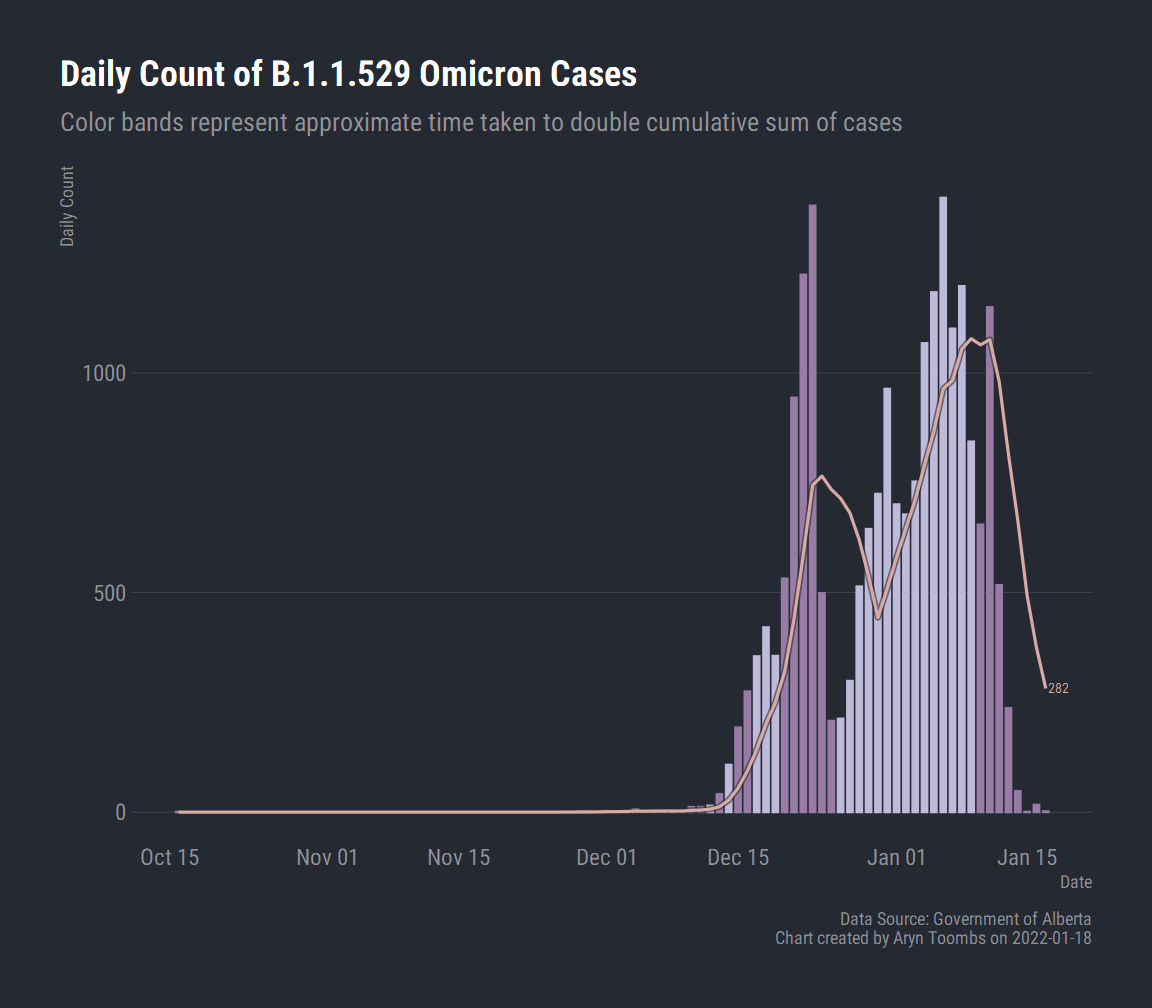 Daily Count of B.1.1.529 Omicron Cases
Color bands represent approximate time taken to double cumulative sum of cases
Daily Count
1000
500
282
0
Oct 15 Nov 01 Nov 15 Dec 01 Dec 15 Jan 01 Jan 15
Date
Data Source: Government of Alberta
Chart created by Aryn Toombs on 2022-01-18